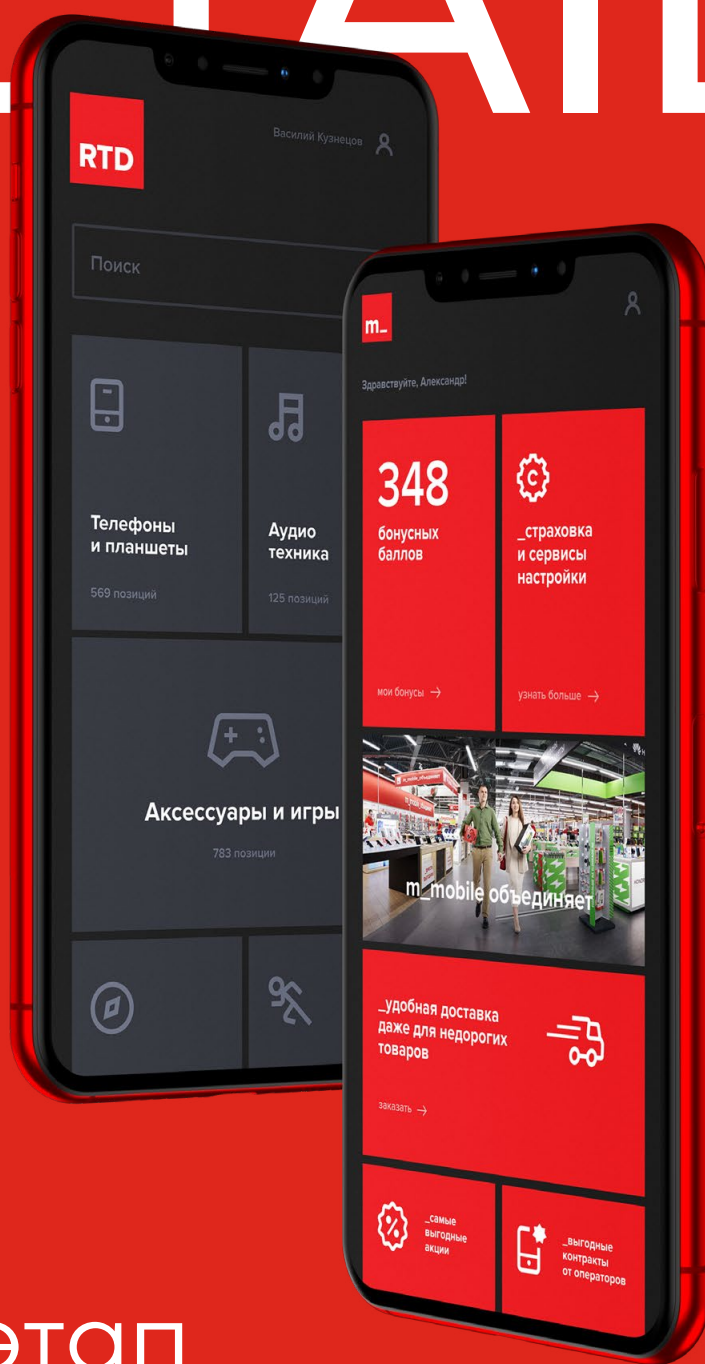 RTD
Василий Кузнецов
Поиск
Телефоны
и планшеты
569 позиций
Аудио
техника
125 позиций
Аксессуары и игры
783 позиции
m_
Здравствуйте, Александр!
348
бонусных
баллов
мои бонусы →
_страховка
и сервисы
настройки
узнать больше →
m_mobile объединяет
_удобная доставка
даже для недорогих
товаров
заказать →
_самые
выгодные
акции
_выгодные
контракты
от операторов
этап